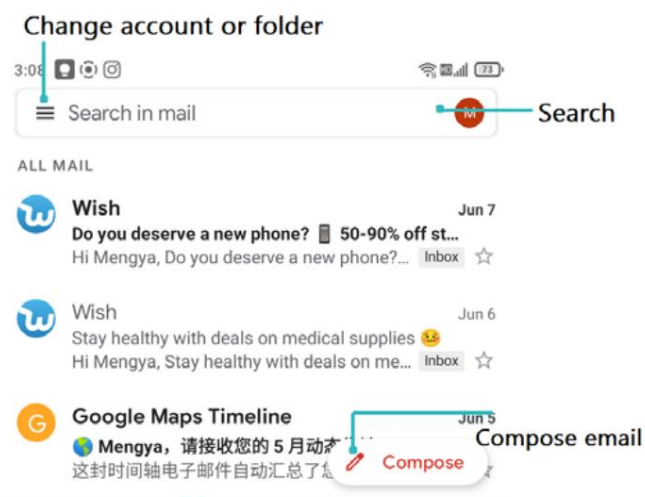 Change account or folder
3:08
73
Search in mail
M
Search
ALL MAIL
Wish
Jun 7
Do you deserve a new phone? 📱 50-90% off st...
Hi Mengya, Do you deserve a new phone?... Inbox
Wish
Jun 6
Stay healthy with deals on medical supplies 🤒
Hi Mengya, Stay healthy with deals on me... Inbox
G
Google Maps Timeline
Jun 5
🌎 Mengya，请接收您的 5 月动态
Compose email
这封时间轴电子邮件自动汇总了
Compose